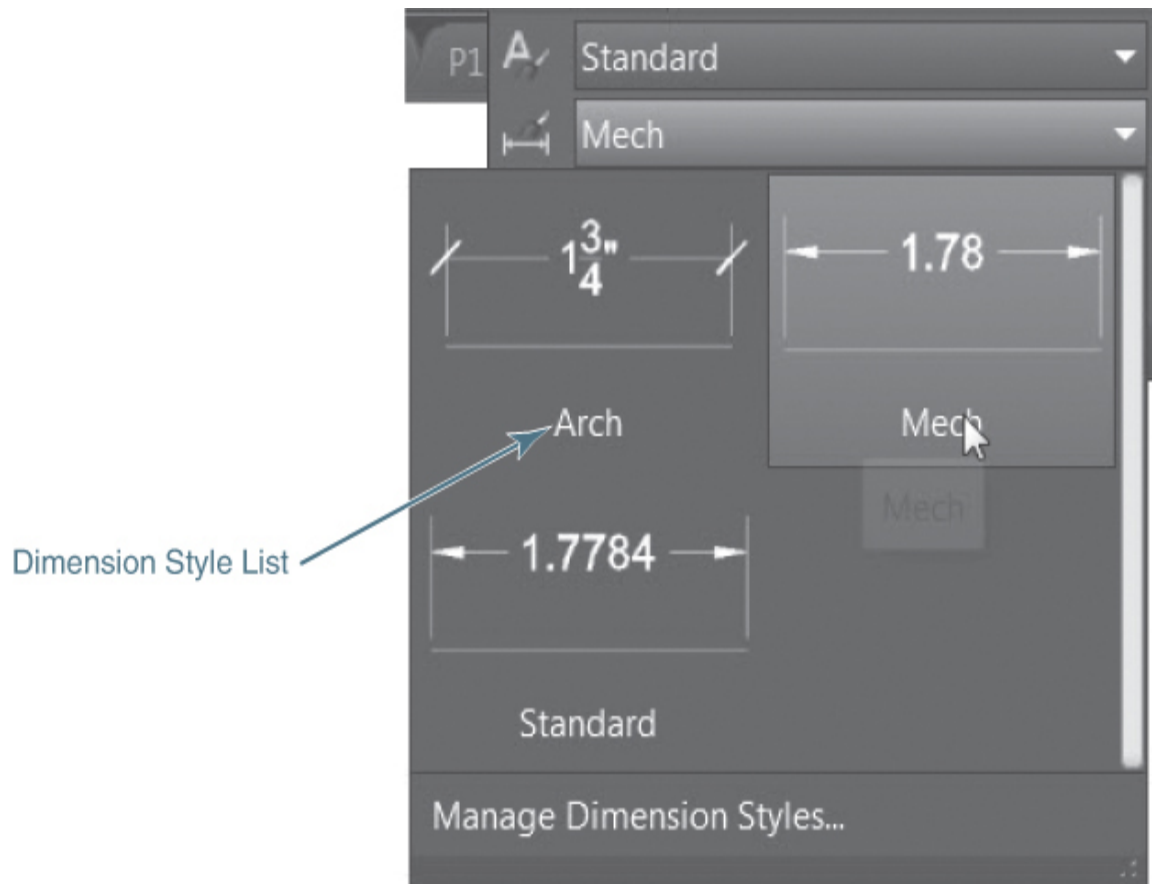 P1
Standard
Mech
1 3/4"
1.78
Arch
Mech
Mech
Dimension Style List
1.7784
Standard
Manage Dimension Styles...